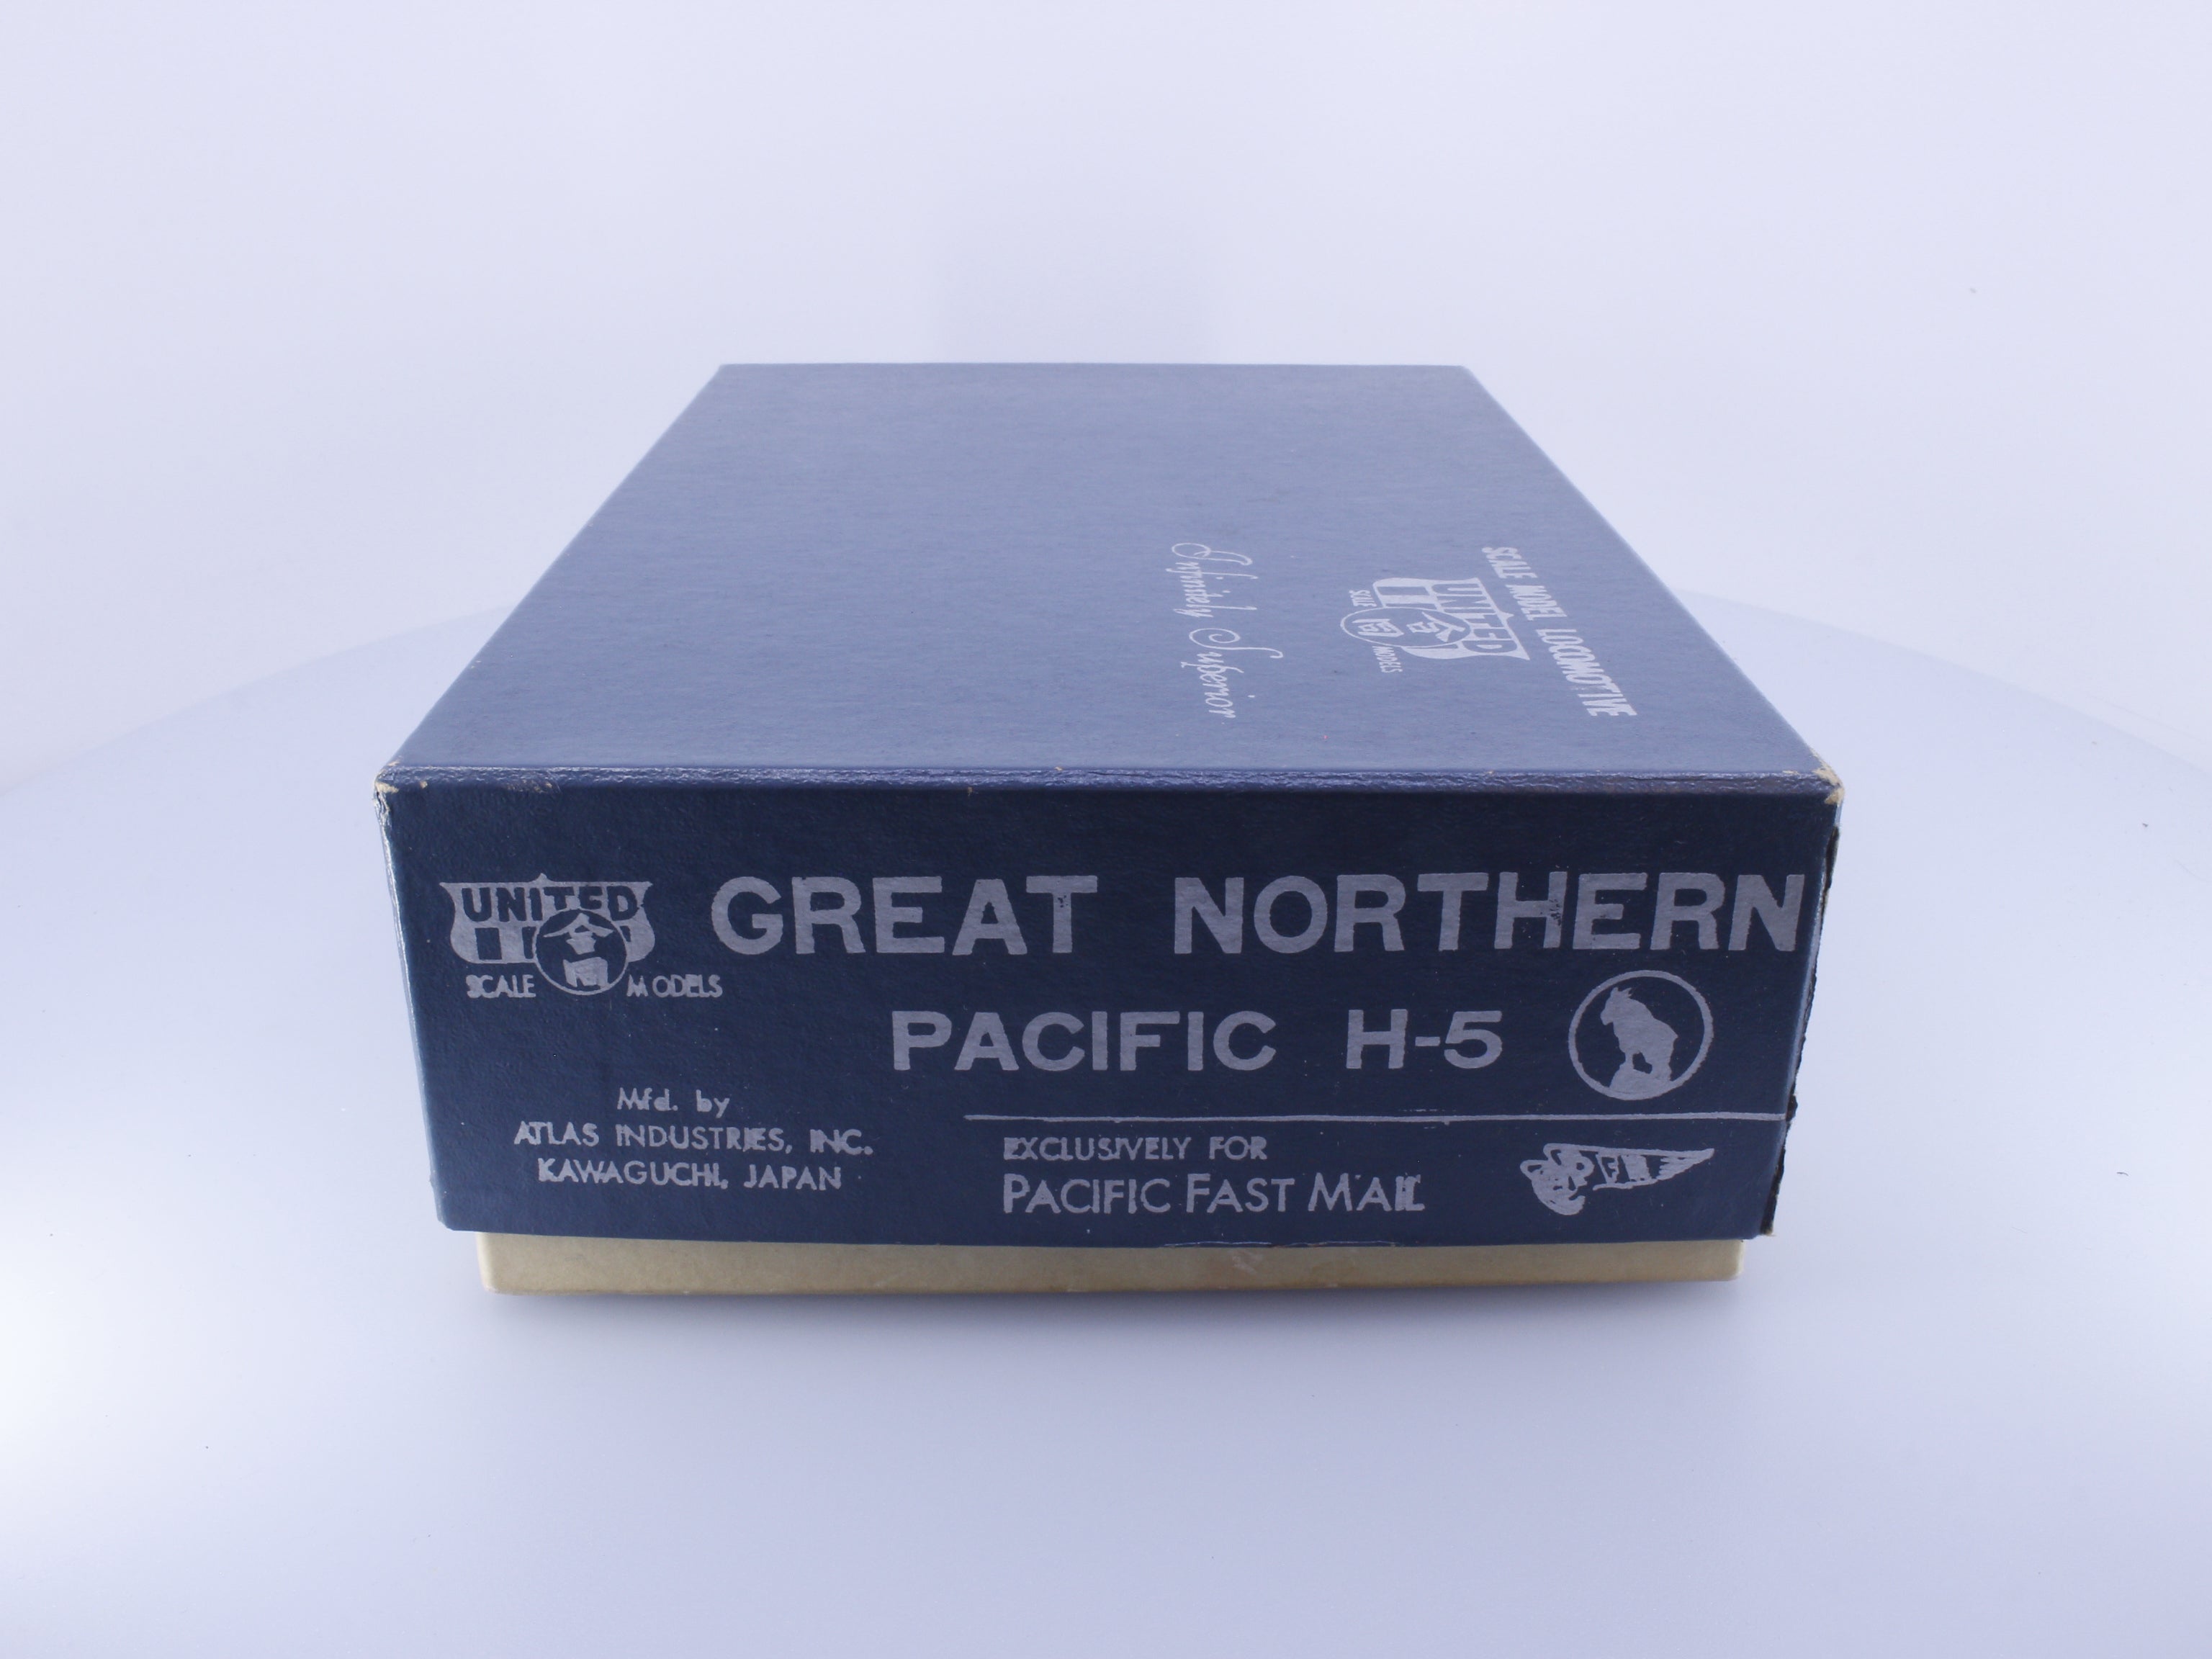 SCALE MODEL LOCOMOTIVE
UNITED
SCALE MODELS
Infinitely Superior
UNITED
SCALE MODELS
GREAT NORTHERN
PACIFIC H-5
Mfd. by
ATLAS INDUSTRIES, INC.
KAWAGUCHI, JAPAN
EXCLUSIVELY FOR
PACIFIC FAST MAIL